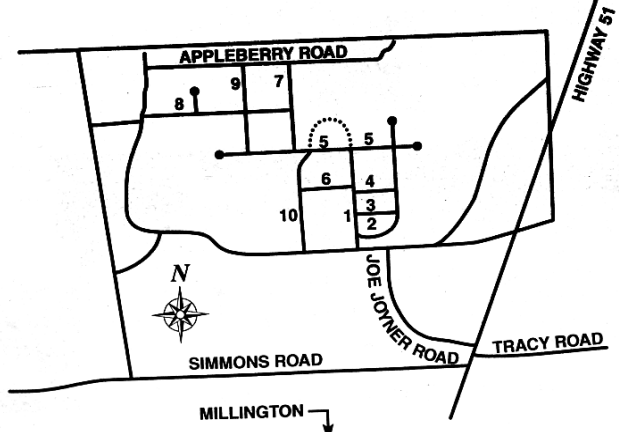 HIGHWAY 51
APPLEBERRY ROAD
9
7
8
5
5
6
4
3
10
1
2
N
JOE JOYNER ROAD
TRACY ROAD
SIMMONS ROAD
MILLINGTON